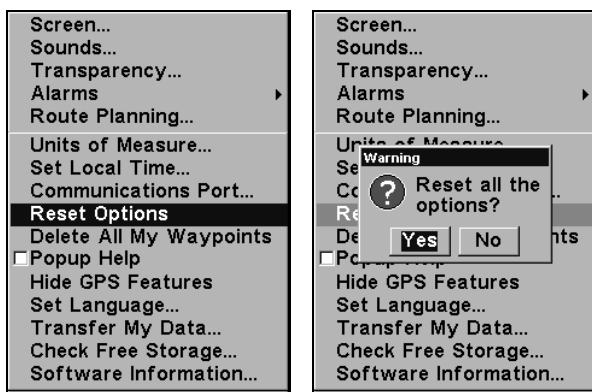 Screen...
Sounds...
Transparency...
Alarms
Route Planning...
Units of Measure...
Set Local Time...
Communications Port...
Reset Options
Delete All My Waypoints
Popup Help
Hide GPS Features
Set Language...
Transfer My Data...
Check Free Storage...
Software Information...
Screen...
Sounds...
Transparency...
Alarms
Route Planning...
Units of Measure
Warning
Reset all the
options?
Yes No
Popup Help
Hide GPS Features
Set Language...
Transfer My Data...
Check Free Storage...
Software Information...